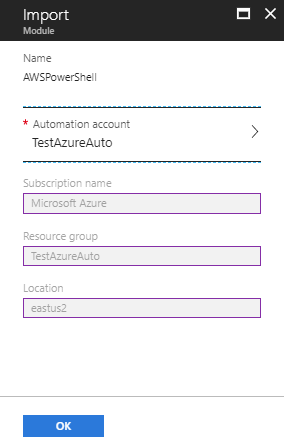 Import
Module
Name
AWSPowerShell
* Automation account
TestAzureAuto
Subscription name
Microsoft Azure
Resource group
TestAzureAuto
Location
eastus2
OK